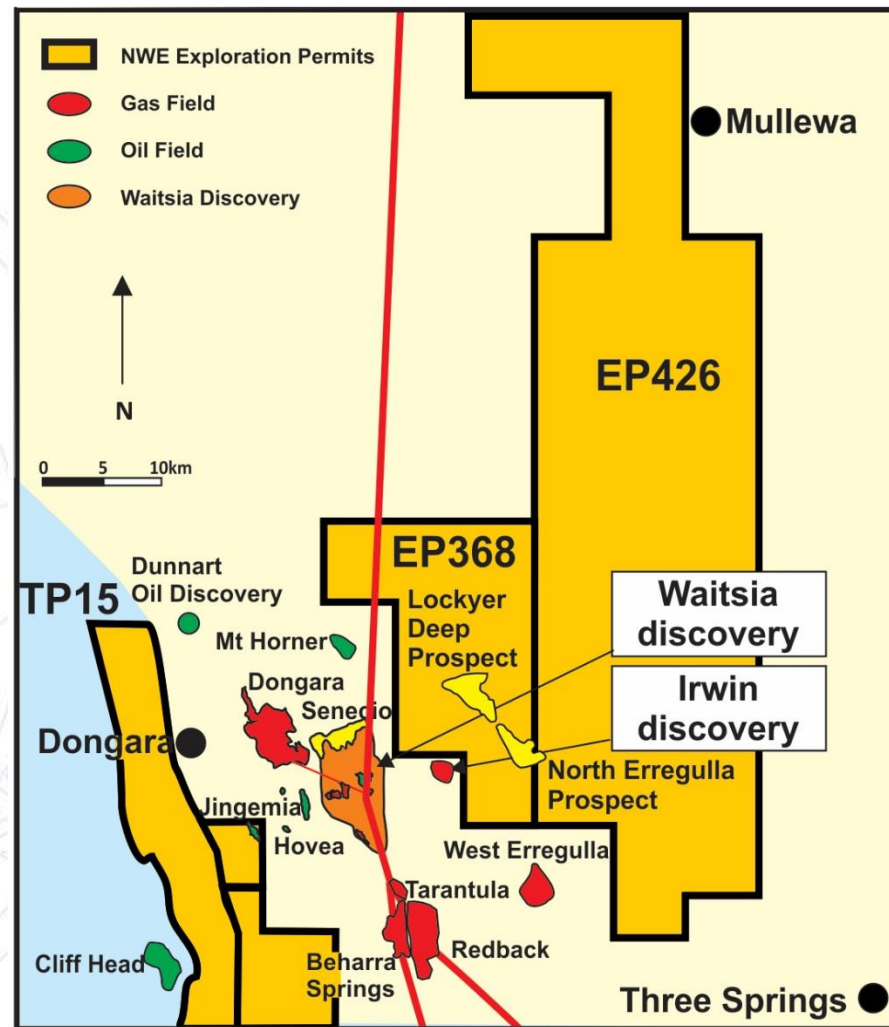 NWE Exploration Permits
Gas Field
Oil Field
Waitsia Discovery
Mullewa
N
0 5 10km
EP426
EP368
TP15
Dunnart
Oil Discovery
Mt Horner
Lockyer
Deep
Prospect
Waitsia
discovery
Irwin
discovery
Dongara
Senecio
Dongara
North Erregulla
Prospect
Jingemia
Hovea
West Erregulla
Tarantula
Redback
Beharra
Springs
Cliff Head
Three Springs